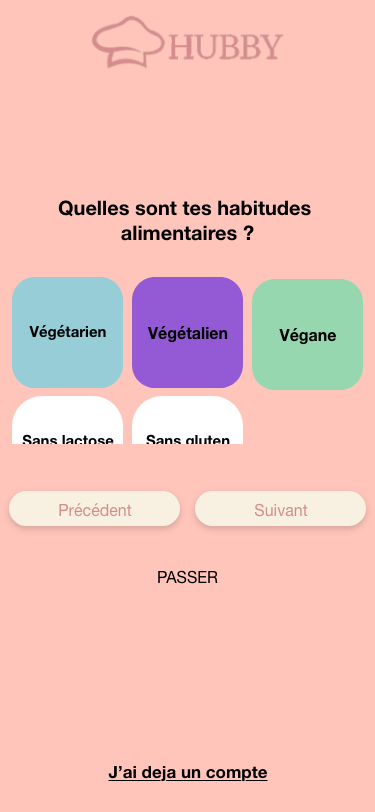 HUBBY
Quelles sont tes habitudes
alimentaires ?
Végétarien
Végétalien
Végane
Sans lactose
Sans gluten
Précédent
Suivant
PASSER
J’ai deja un compte